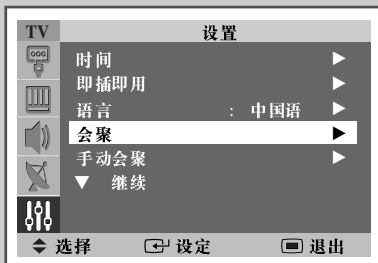 TV 设置
时间
即插即用
语言 : 中国语
会聚
手动会聚
▼ 继续
选择 设定 退出